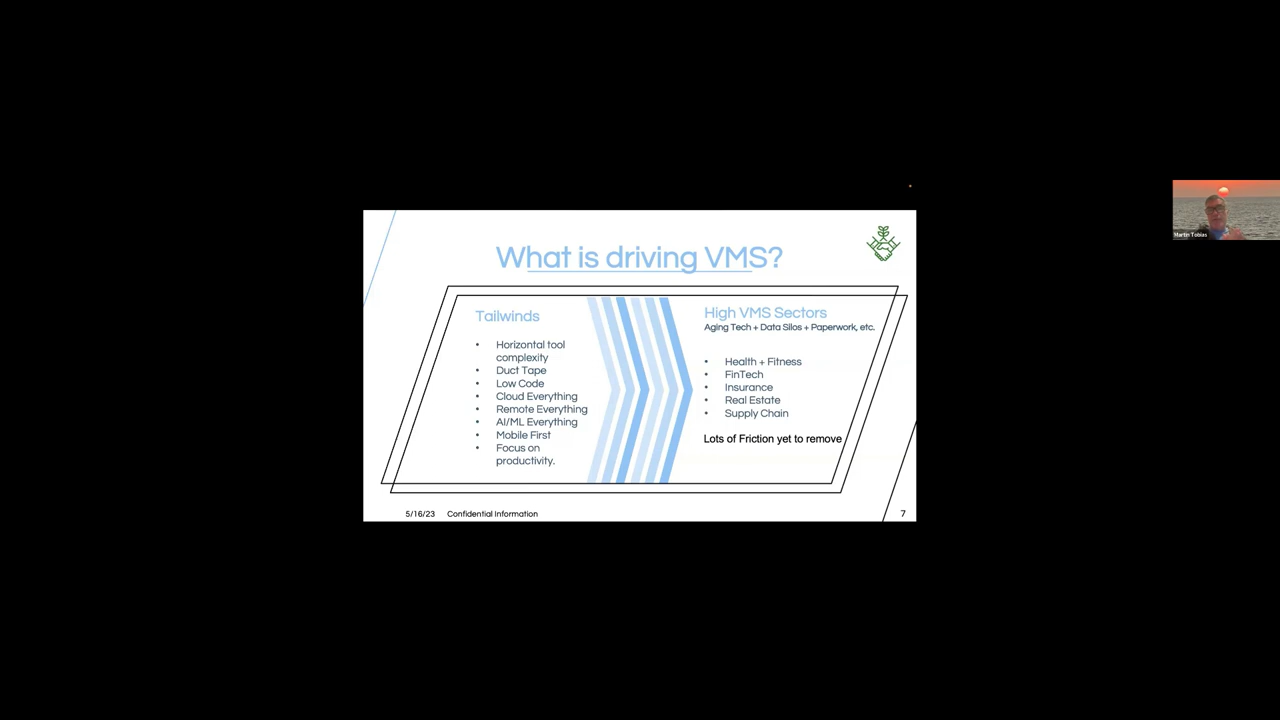 What is driving VMS?
Tailwinds
• Horizontal tool
complexity
• Duct Tape
• Low Code
• Cloud Everything
• Remote Everything
• AI/ML Everything
• Mobile First
• Focus on
productivity.
High VMS Sectors
Aging Tech + Data Silos + Paperwork, etc.
• Health + Fitness
• FinTech
• Insurance
• Real Estate
• Supply Chain
Lots of Friction yet to remove
5/16/23 Confidential Information
7
Martin Tobias